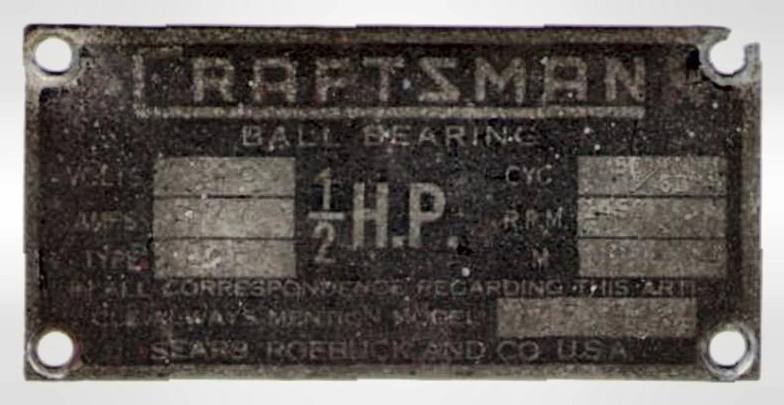 CRAFTSMAN
BALL BEARING
VOLTS CYC
1/2 H.P.
AMPS R.P.M.
TYPE M
IN ALL CORRESPONDENCE REGARDING THIS ARTI
CLE ALWAYS MENTION MODEL
SEARS, ROEBUCK AND CO. U.S.A.